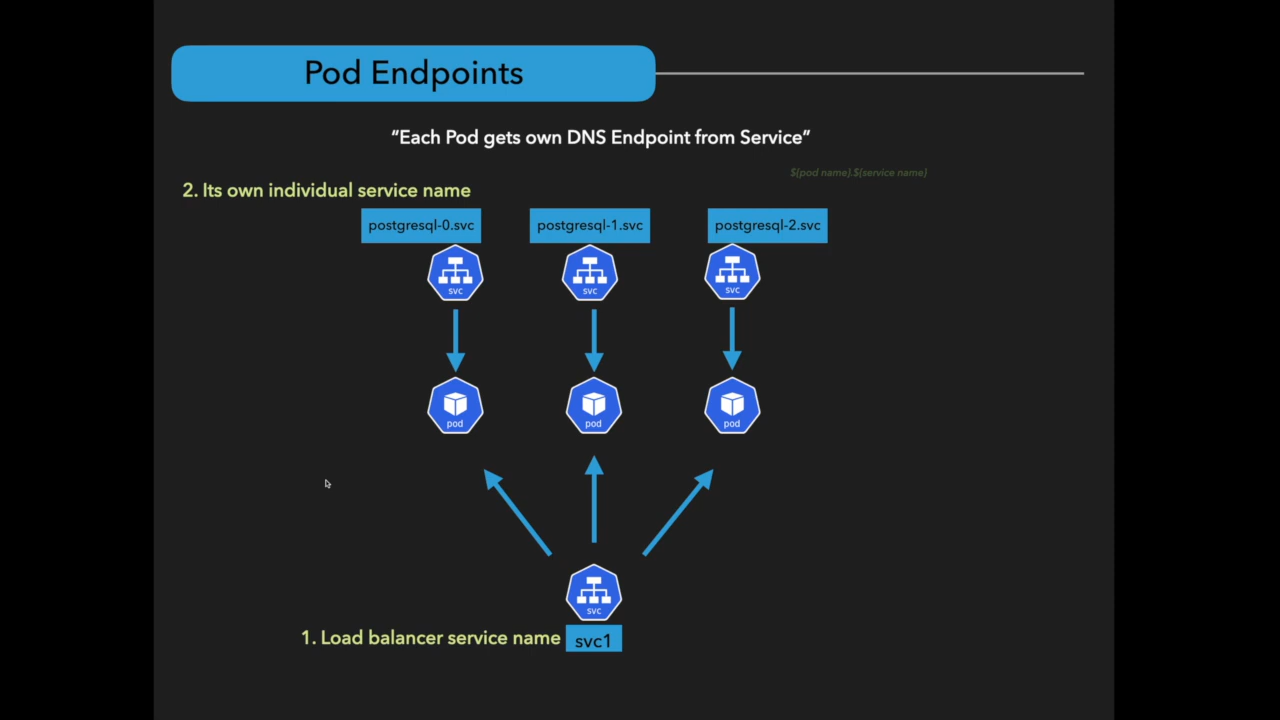 Pod Endpoints
“Each Pod gets own DNS Endpoint from Service”
$(pod name).$(service name)
2. Its own individual service name
postgresql-0.svc
postgresql-1.svc
postgresql-2.svc
svc
svc
svc
pod
pod
pod
svc
1. Load balancer service name
svc1